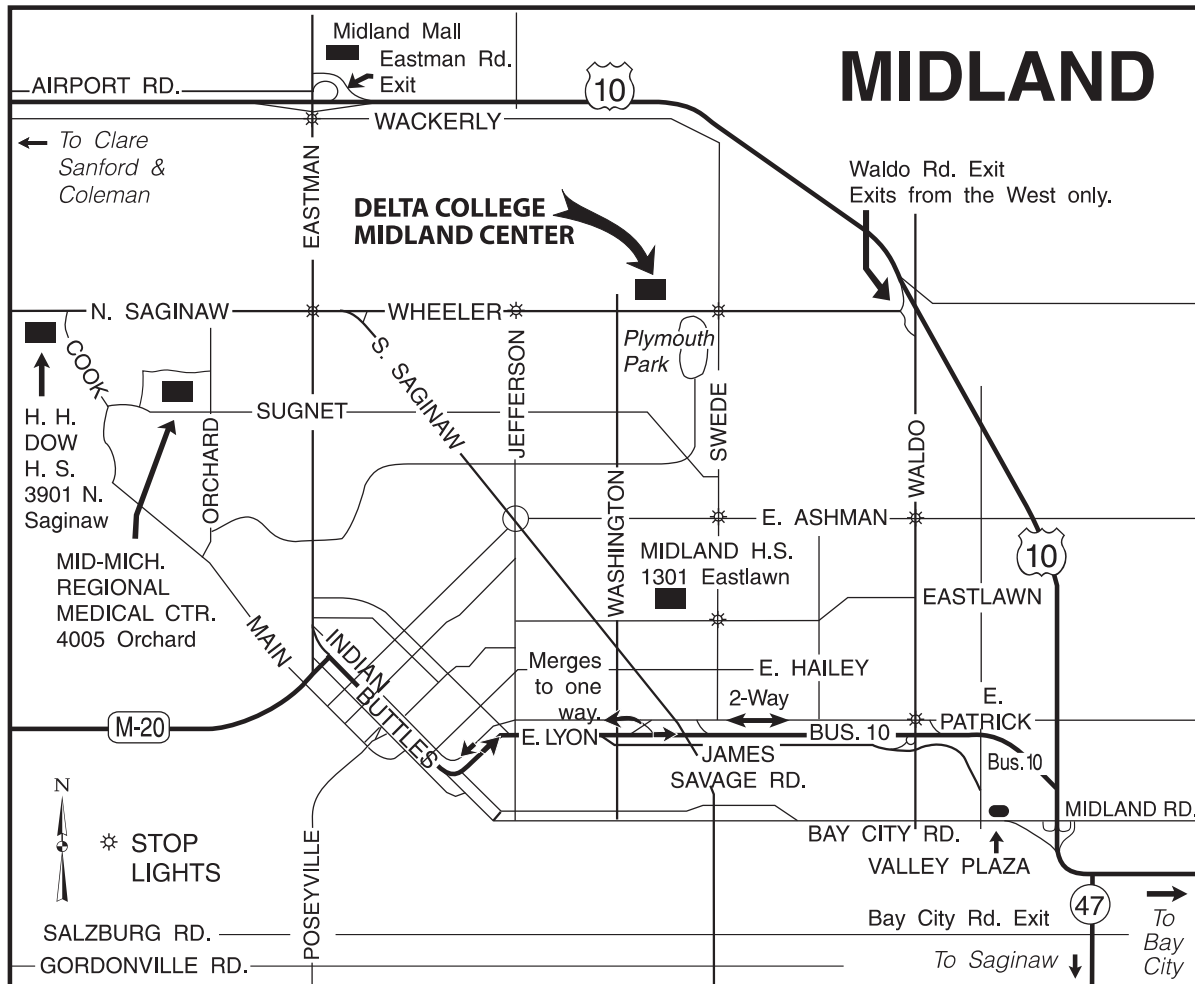 MIDLAND
Midland Mall
Eastman Rd.
Exit
AIRPORT RD.
10
WACKERLY
To Clare
Sanford &
Coleman
EASTMAN
DELTA COLLEGE
MIDLAND CENTER
Waldo Rd. Exit
Exits from the West only.
N. SAGINAW
WHEELER
COOK
S. SAGINAW
JEFFERSON
Plymouth
Park
SWEDE
WALDO
H. H.
DOW
H. S.
3901 N.
Saginaw
SUGNET
ORCHARD
WASHINGTON
E. ASHMAN
10
MID-MICH.
REGIONAL
MEDICAL CTR.
4005 Orchard
MIDLAND H.S.
1301 Eastlawn
EASTLAWN
MAIN
INDIAN
BUTTLES
Merges
to one
way.
E. HAILEY
2-Way
E.
PATRICK
M-20
E. LYON
BUS. 10
JAMES
SAVAGE RD.
Bus. 10
N
STOP
LIGHTS
POSEYVILLE
MIDLAND RD.
BAY CITY RD.
VALLEY PLAZA
47
Bay City Rd. Exit
To
Bay
City
To Saginaw
SALZBURG RD.
GORDONVILLE RD.